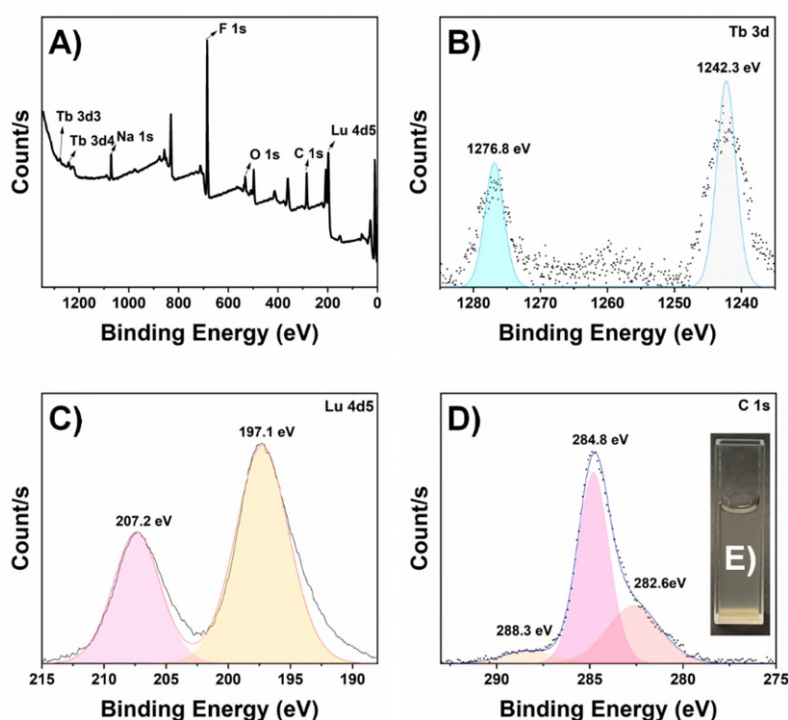 A)
F 1s
Tb 3d3
Tb 3d4
Na 1s
O 1s
C 1s
Lu 4d5
Count/s
1200 1000 800 600 400 200 0
Binding Energy (eV)
B)
Tb 3d
1242.3 eV
1276.8 eV
Count/s
1280 1270 1260 1250 1240
Binding Energy (eV)
C)
Lu 4d5
197.1 eV
207.2 eV
Count/s
215 210 205 200 195 190
Binding Energy (eV)
D)
C 1s
284.8 eV
282.6eV
288.3 eV
E)
Count/s
290 285 280 275
Binding Energy (eV)